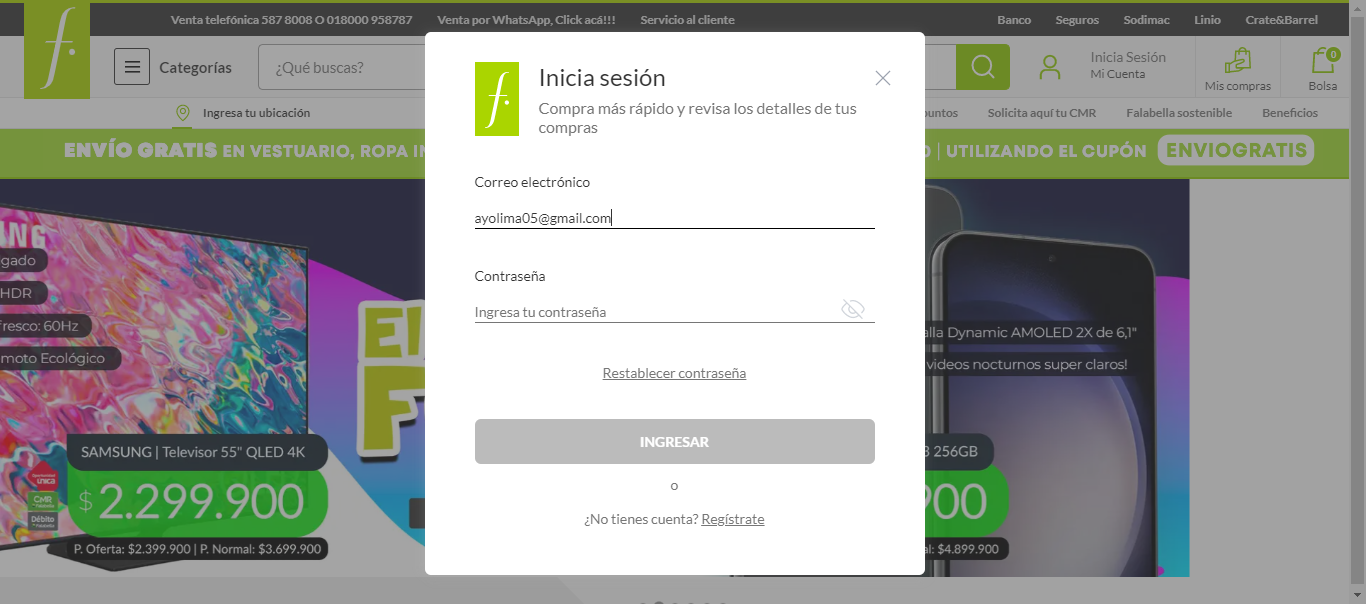 Venta telefónica 587 8008 O 018000 958787 Venta por WhatsApp, Click acá!!! Servicio al cliente Banco Seguros Sodimac Linio Crate&Barrel
f.
Categorías
¿Qué buscas?
Inicia Sesión
Mi Cuenta
Mis compras
0
Bolsa
Ingresa tu ubicación
Solicita aquí tu CMR Falabella sostenible Beneficios
ENVÍO GRATIS EN VESTUARIO, ROPA IN
| UTILIZANDO EL CUPÓN ENVIOGRATIS
f.
Inicia sesión
Compra más rápido y revisa los detalles de tus
compras
Correo electrónico
ayolima05@gmail.com
Contraseña
Ingresa tu contraseña
Restablecer contraseña
INGRESAR
o
¿No tienes cuenta? Regístrate
HDR
fresco: 60Hz
moto Ecológico
SAMSUNG | Televisor 55" QLED 4K
Oportunidad
única
CMR
Débito
$ 2.299.900
P. Oferta: $2.399.900 | P. Normal: $3.699.900
alla Dynamic AMOLED 2X de 6,1"
videos nocturnos super claros!
256GB
900
al: $4.899.900